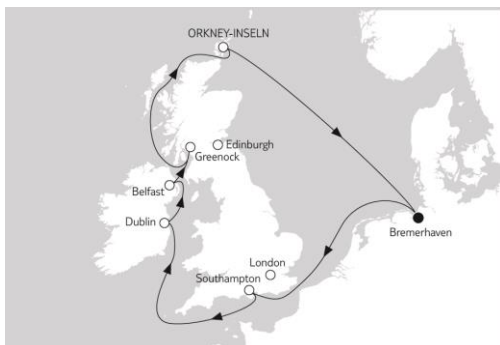 ORKNEY-INSELN
Edinburgh
Greenock
Belfast
Dublin
Bremerhaven
London
Southampton